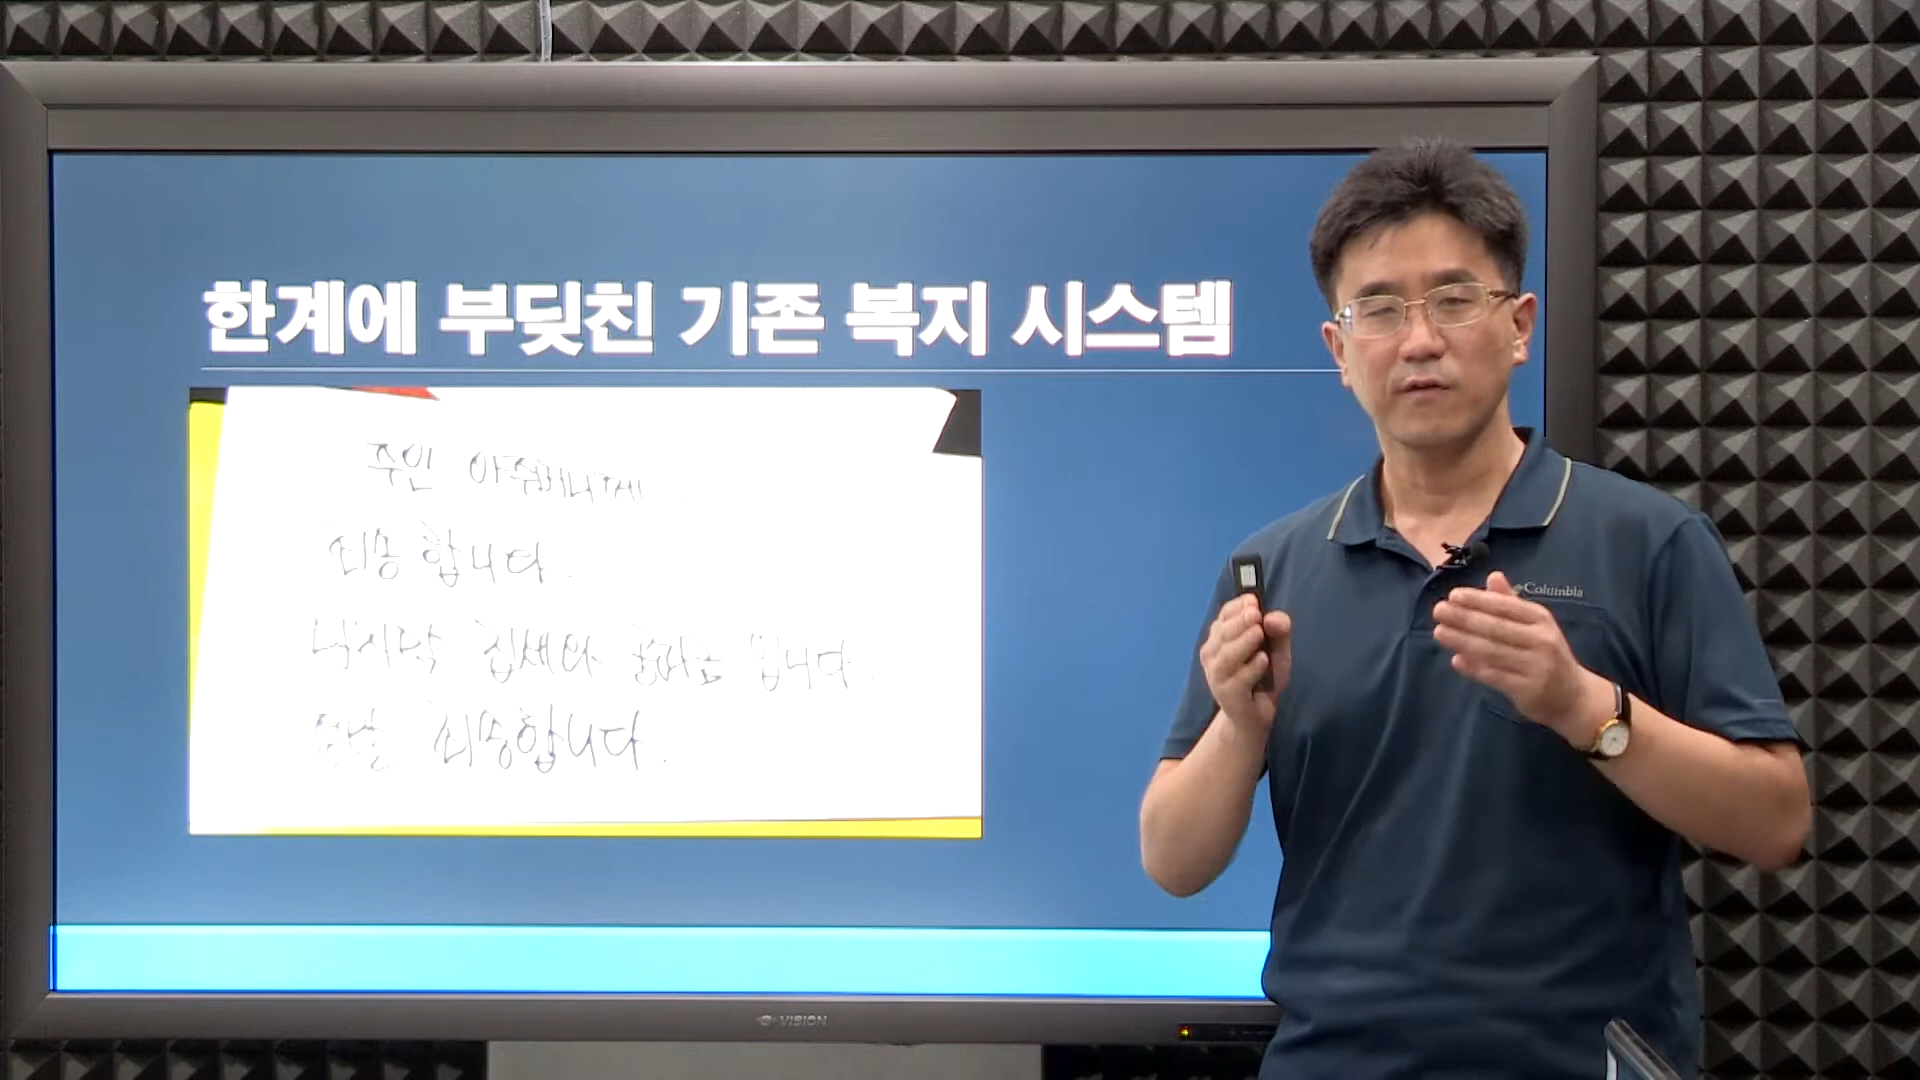 한계에 부딪친 기존 복지 시스템
주인 아주머니께
죄송합니다.
마지막 집세와 공과금 입니다.
정말 죄송합니다.
Columbia
VISION